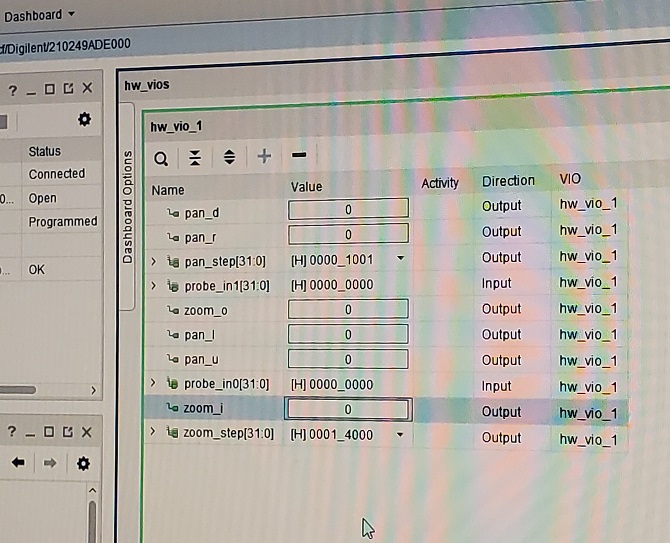 Dashboard
d/Digilent/210249ADE000
hw_vios
? _
Status
Connected
0... Open
Programmed
... OK
Dashboard Options
hw_vio_1
Name Value Activity Direction VIO
pan_d 0 Output hw_vio_1
pan_r 0 Output hw_vio_1
> pan_step[31:0] [H] 0000_1001 Output hw_vio_1
> probe_in1[31:0] [H] 0000_0000 Input hw_vio_1
zoom_o 0 Output hw_vio_1
pan_l 0 Output hw_vio_1
pan_u 0 Output hw_vio_1
> probe_in0[31:0] [H] 0000_0000 Input hw_vio_1
zoom_i 0 Output hw_vio_1
> zoom_step[31:0] [H] 0001_4000 Output hw_vio_1
? _